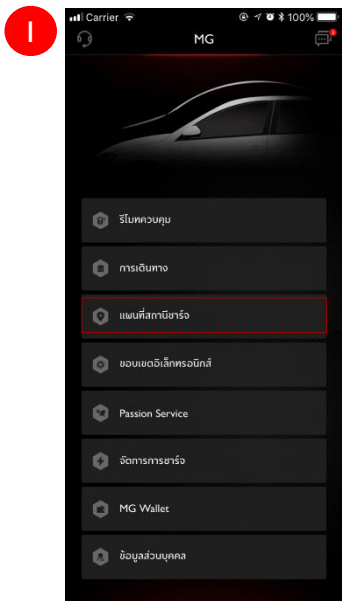 1
Carrier
100%
MG
รีโมทควบคุม
การเดินทาง
แผนที่สถานีชาร์จ
ขอบเขตอิเล็กทรอนิกส์
Passion Service
จัดการการชาร์จ
MG Wallet
ข้อมูลส่วนบุคคล